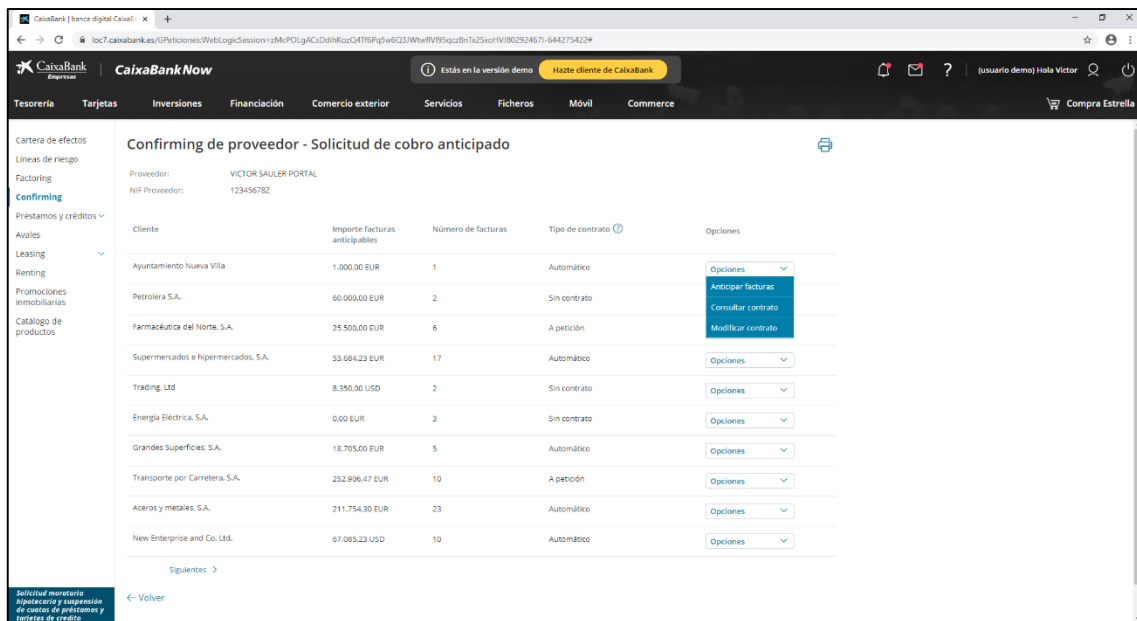 CaixaBank | banca digital CaixaB
loc7.caixabank.es/GPeticiones;WebLogicSession=
CaixaBank
Empresas
CaixaBankNow
Estás en la versión demo
Hazte cliente de CaixaBank
(usuario demo) Hola Victor
Tesorería Tarjetas Inversiones Financiación Comercio exterior Servicios Ficheros Móvil Commerce Compra Estrella
Cartera de efectos
Líneas de riesgo
Factoring
Confirming
Préstamos y créditos
Avales
Leasing
Renting
Promociones
inmobiliarias
Catálogo de
productos
Confirming de proveedor - Solicitud de cobro anticipado
Proveedor: VICTOR SAULER PORTAL
NIF Proveedor: 12345678Z
Cliente Importe facturas anticipables Número de facturas Tipo de contrato ? Opciones
Ayuntamiento Nueva Villa 1.000,00 EUR 1 Automático Opciones
Anticipar facturas
Consultar contrato
Modificar contrato
Petrolera S.A. 60.000,00 EUR 2 Sin contrato
Farmacéutica del Norte, S.A. 25.500,00 EUR 6 A petición
Supermercados e hipermercados, S.A. 53.684,23 EUR 17 Automático Opciones
Trading, Ltd 8.350,00 USD 2 Sin contrato Opciones
Energía Eléctrica, S.A. 0,00 EUR 3 Sin contrato Opciones
Grandes Superficies, S.A. 18.705,00 EUR 5 Automático Opciones
Transporte por Carretera, S.A. 252.906,47 EUR 10 A petición Opciones
Aceros y metales, S.A. 211.754,30 EUR 23 Automático Opciones
New Enterprise and Co. Ltd. 67.085,23 USD 10 Automático Opciones
Siguientes >
← Volver
Solicitud moratoria
hipotecaria y suspensión
de cuotas de préstamos y
tarjetas de credito